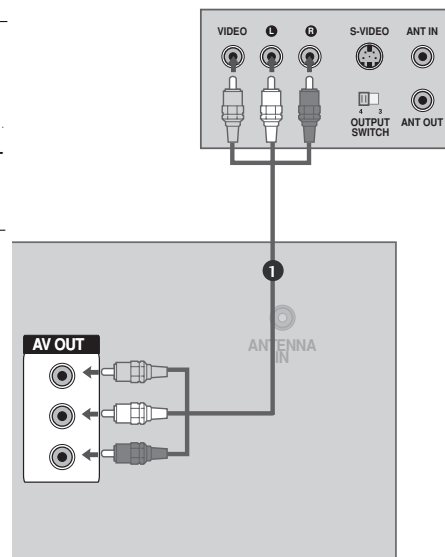 VIDEO L R S-VIDEO ANT IN
4 3
OUTPUT SWITCH ANT OUT
1
ANTENNA IN
AV OUT